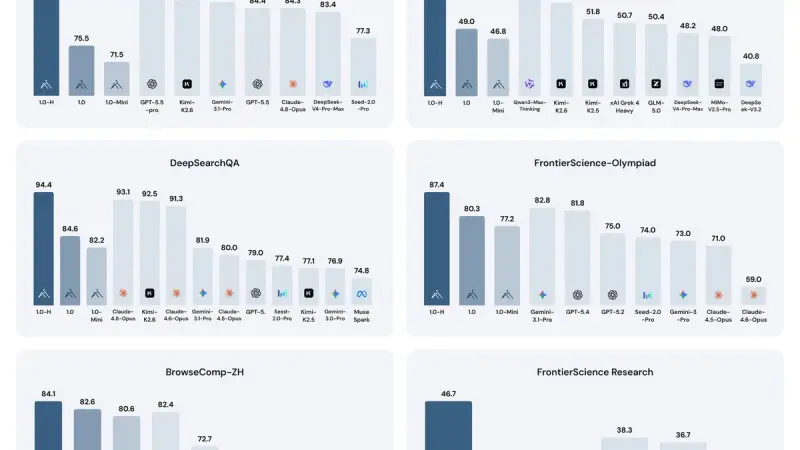 75.5
71.5
84.4
84.3
83.4
77.3
1.0-H
1.0
1.0-Mini
GPT-5.5
-pro
Kimi-
K2.6
Gemini-
3.1-Pro
GPT-5.5
Claude-
4.8-Opus
DeepSeek-
V4-Pro-Max
Seed-2.0
-Pro
49.0
46.8
51.8
50.7
50.4
48.2
48.0
40.8
1.0-H
1.0
1.0-
Mini
Qwen3-Max-
Thinking
Kimi-
K2.6
Kimi-
K2.5
xAI Grok 4
Heavy
GLM-
5.0
DeepSeek-
V4-Pro-Max
MiMo-
V2.5-Pro
DeepSe
ek-V3.2
DeepSearchQA
94.4
84.6
82.2
93.1
92.5
91.3
81.9
80.0
79.0
77.4
77.1
76.9
74.8
1.0-H
1.0
1.0-
Mini
Claude-
4.8-Opus
Kimi-
K2.6
Claude-
4.6-Opus
Gemini-
3.1-Pro
Claude-
4.5-Opus
GPT-5.
Seed-
2.0-Pro
Kimi-
K2.5
Gemini-
3.0-Pro
Muse
Spark
FrontierScience-Olympiad
87.4
80.3
77.2
82.8
81.8
75.0
74.0
73.0
71.0
59.0
1.0-H
1.0
1.0-Mini
Gemini-
3.1-Pro
GPT-5.4
GPT-5.2
Seed-2.0
-Pro
Gemini-3
-Pro
Claude-
4.5-Opus
Claude-
4.6-Opus
BrowseComp-ZH
84.1
82.6
80.6
82.4
72.7
FrontierScience Research
46.7
38.3
36.7